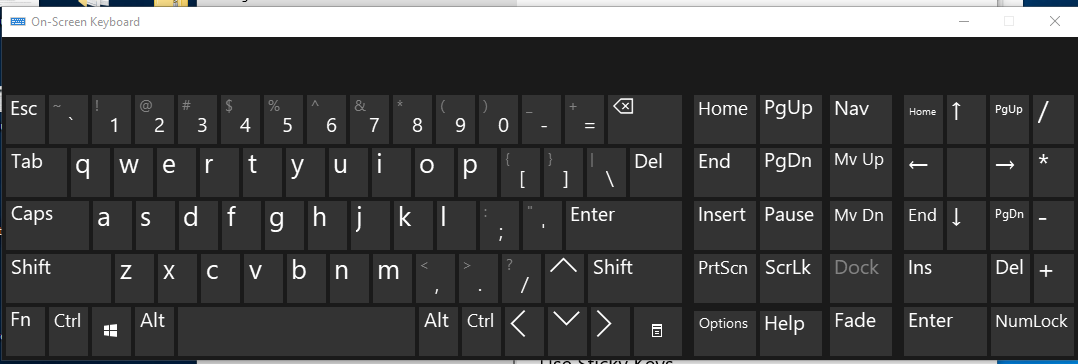 On-Screen Keyboard
Esc ~ ` ! 1 @ 2 # 3 $ 4 % 5 ^ 6 & 7 * 8 ( 9 ) 0 _ - + = Home PgUp Nav Home ↑ PgUp /
Tab q w e r t y u i o p { [ } ] | \ Del End PgDn Mv Up ← → *
Caps a s d f g h j k l : ; " ' Enter Insert Pause Mv Dn End ↓ PgDn -
Shift z x c v b n m < , > . ? / Shift PrtScn ScrLk Dock Ins Del +
Fn Ctrl Alt Alt Ctrl Options Help Fade Enter NumLock
Use Sticky Keys